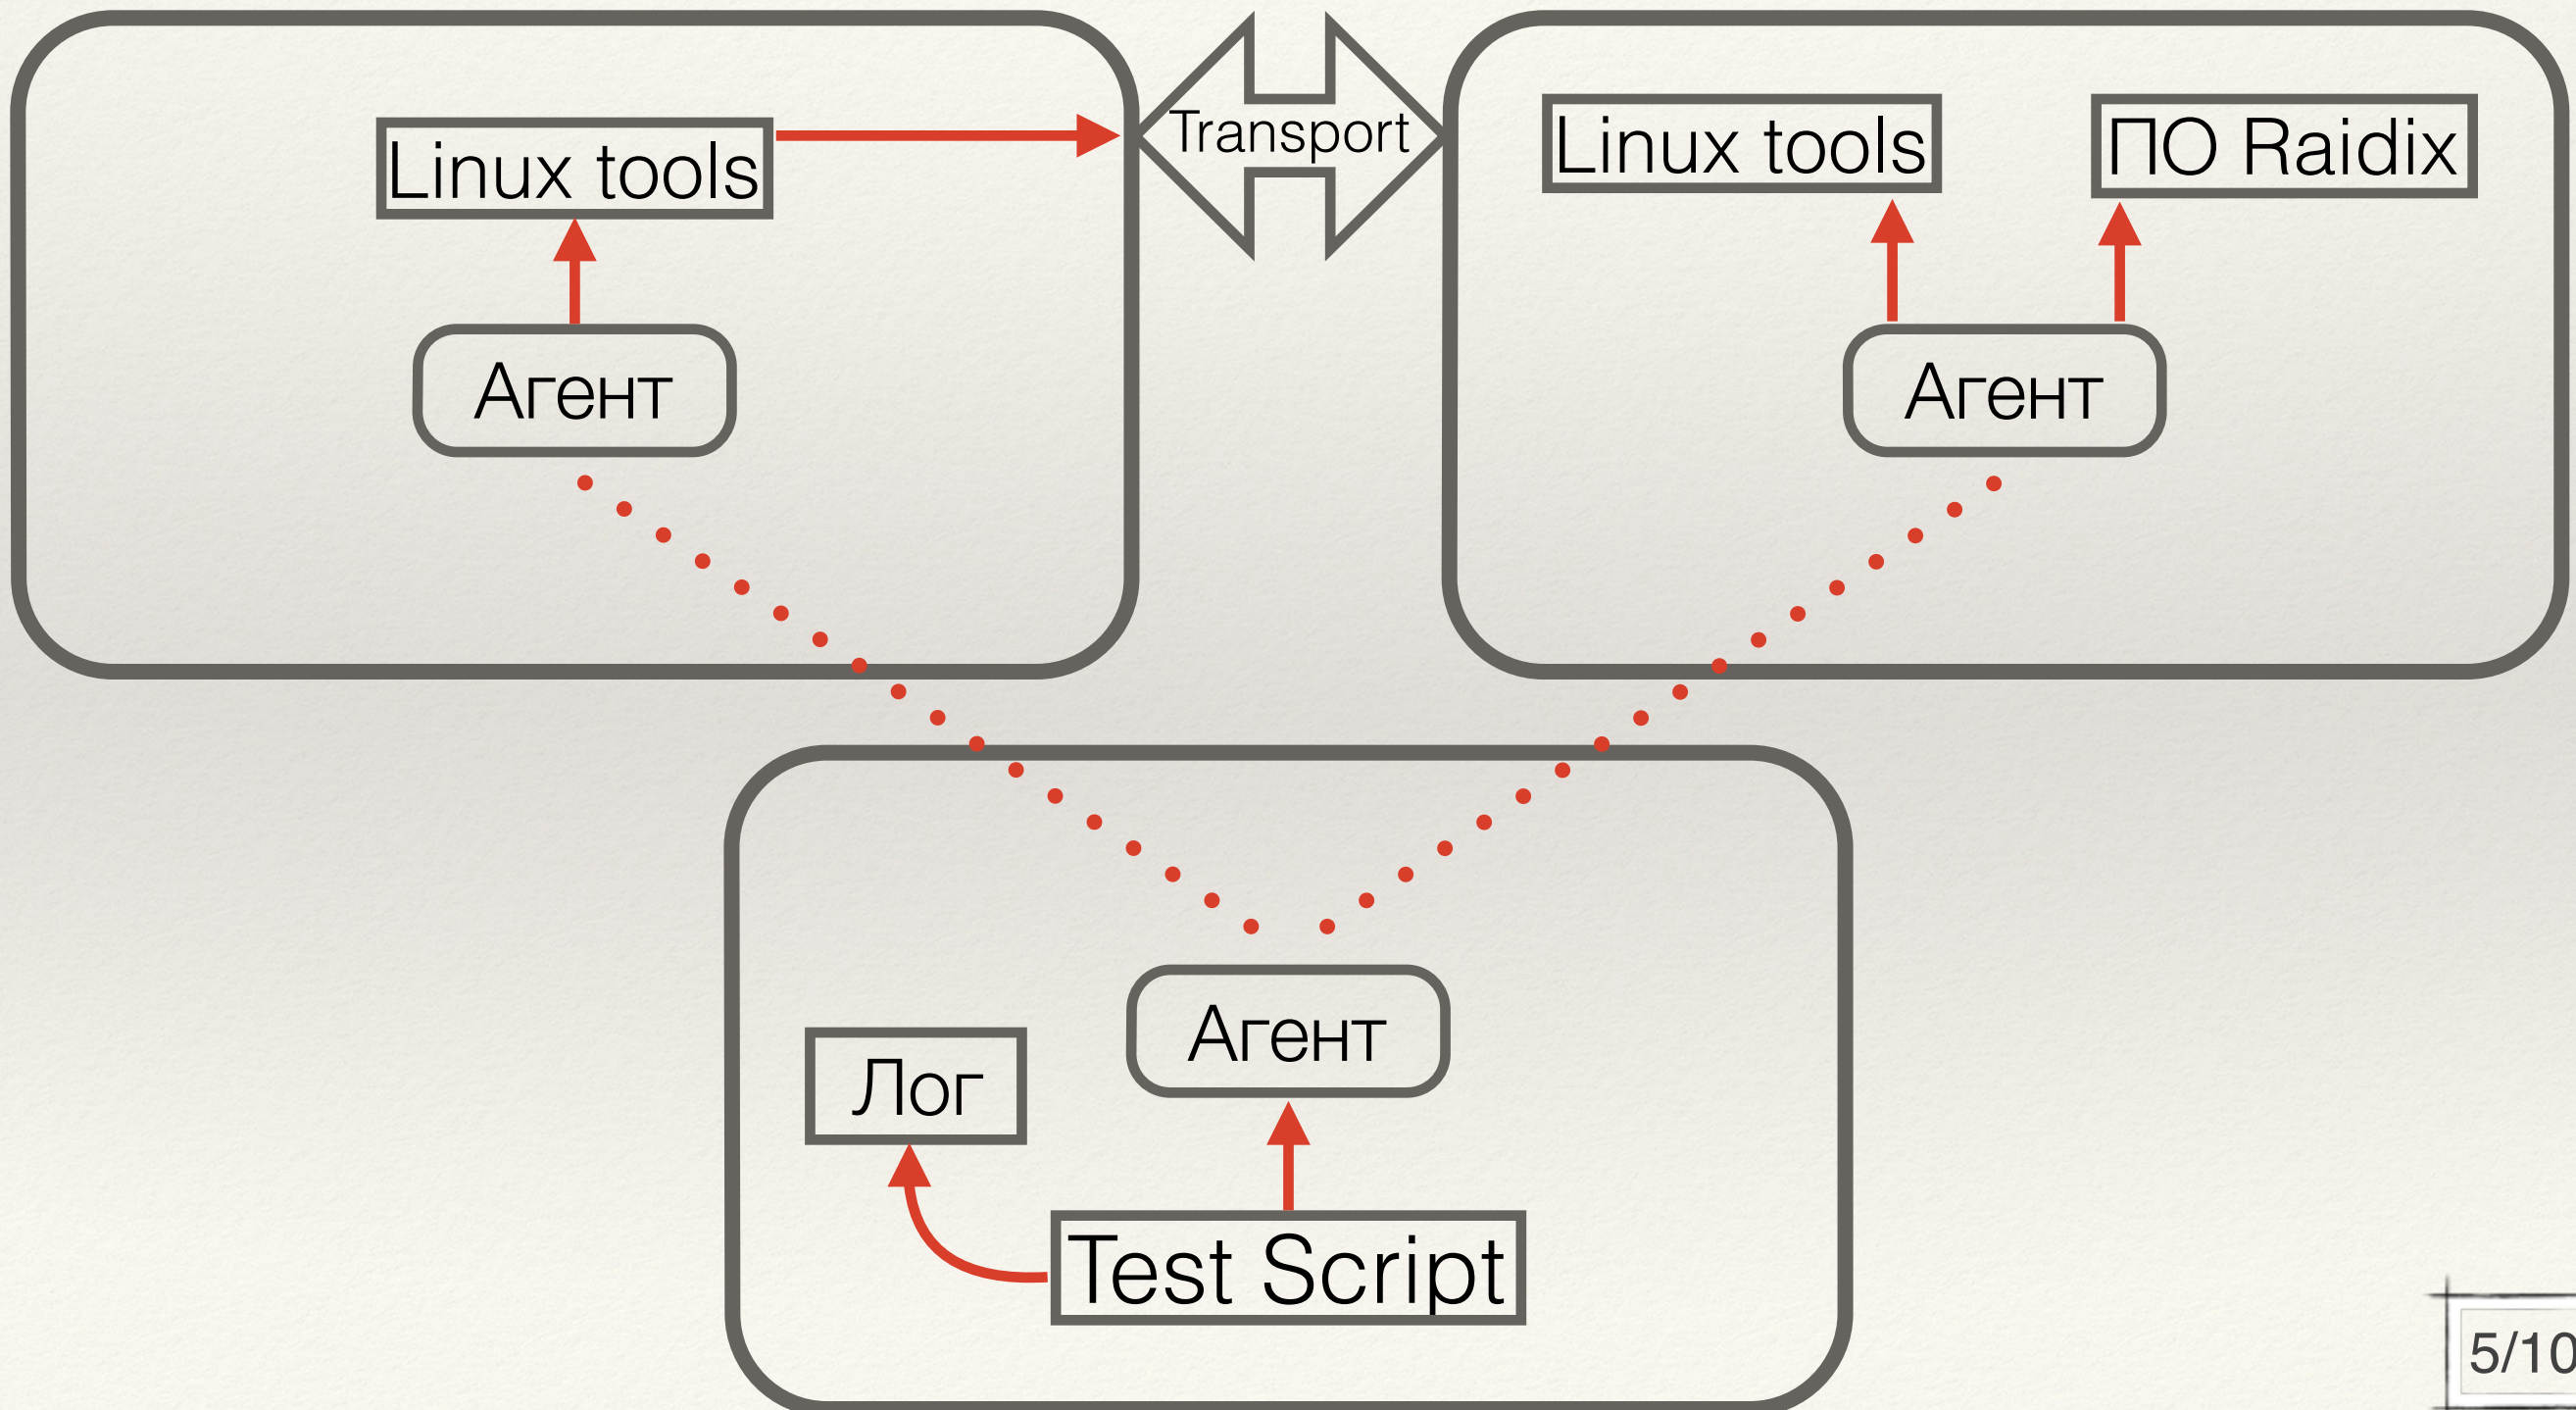 Linux tools
Transport
Linux tools
ПО Raidix
Агент
Агент
Агент
Лог
Test Script
5/10